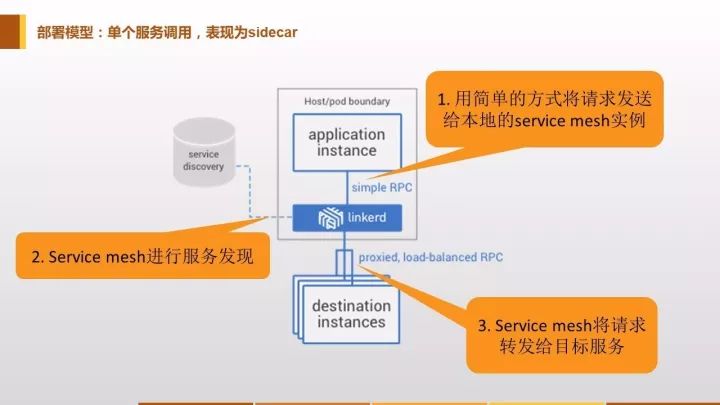 部署模型：单个服务调用，表现为sidecar
Host/pod boundary
application
instance
1. 用简单的方式将请求发送
给本地的service mesh实例
service
discovery
simple RPC
linkerd
2. Service mesh进行服务发现
proxied, load-balanced RPC
destination
instances
3. Service mesh将请求
转发给目标服务